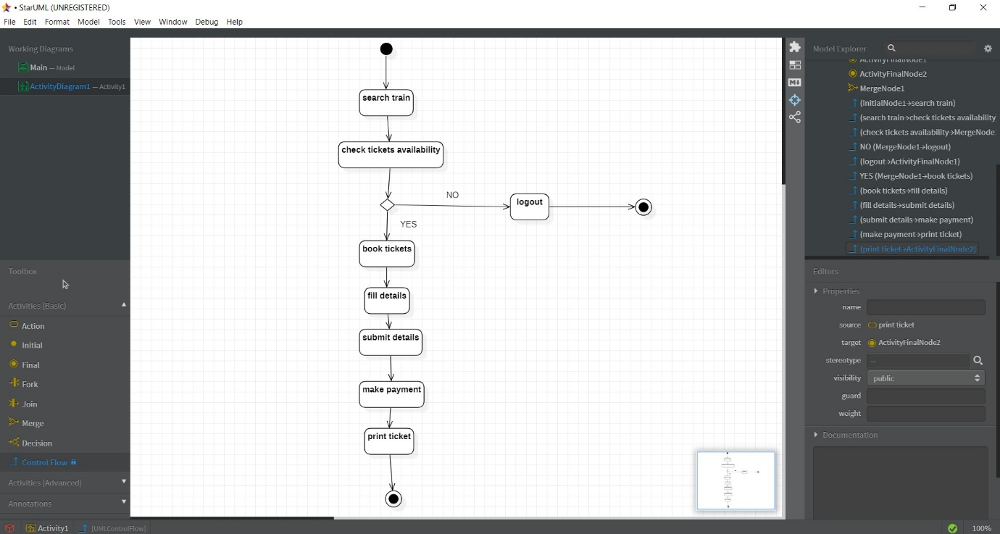 • StarUML (UNREGISTERED)
File Edit Format Model Tools View Window Debug Help
Working Diagrams
Main — Model
ActivityDiagram1 — Activity1
Toolbox
Activities (Basic)
Action
Initial
Final
Fork
Join
Merge
Decision
Control Flow
Activities (Advanced)
Annotations
search train
check tickets availability
NO
logout
YES
book tickets
fill details
submit details
make payment
print ticket
Model Explorer
ActivityFinalNode1
ActivityFinalNode2
MergeNode1
(InitialNode1→search train)
(search train→check tickets availability
(check tickets availability→MergeNode
NO (MergeNode1→logout)
(logout→ActivityFinalNode1)
YES (MergeNode1→book tickets)
(book tickets→fill details)
(fill details→submit details)
(submit details→make payment)
(make payment→print ticket)
(print ticket→ActivityFinalNode2)
Editors
Properties
name
source print ticket
target ActivityFinalNode2
stereotype —
visibility public
guard
weight
Documentation
Activity1 [UMLControlFlow]
100%